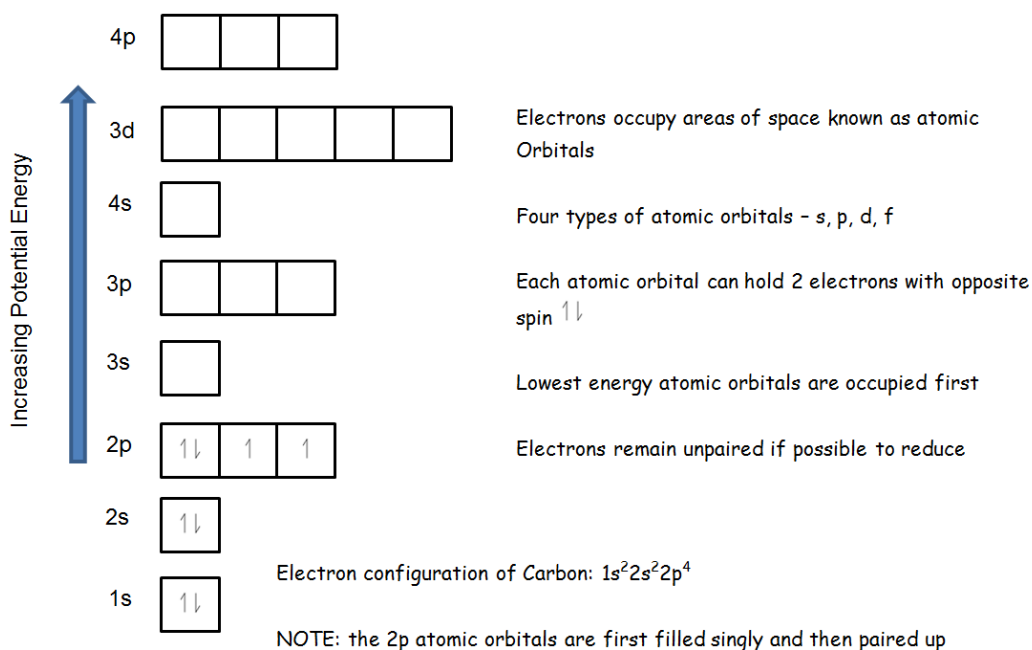 4p
3d
Electrons occupy areas of space known as atomic
Orbitals
4s
Four types of atomic orbitals – s, p, d, f
3p
Each atomic orbital can hold 2 electrons with opposite
spin ↿⇂
3s
Lowest energy atomic orbitals are occupied first
2p
↿⇂ ↿ ↿
Electrons remain unpaired if possible to reduce
2s
↿⇂
Electron configuration of Carbon: 1s²2s²2p⁴
1s
↿⇂
NOTE: the 2p atomic orbitals are first filled singly and then paired up
Increasing Potential Energy